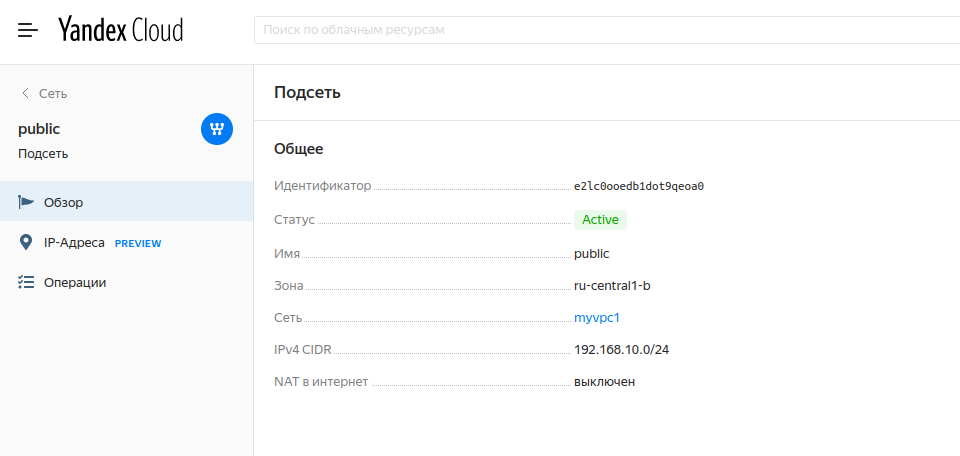 Yandex Cloud
Поиск по облачным ресурсам
Сеть
public
Подсеть
Обзор
IP-Адреса PREVIEW
Операции
Подсеть
Общее
Идентификатор e2lc0ooedb1dot9qeoa0
Статус Active
Имя public
Зона ru-central1-b
Сеть myvpc1
IPv4 CIDR 192.168.10.0/24
NAT в интернет выключен